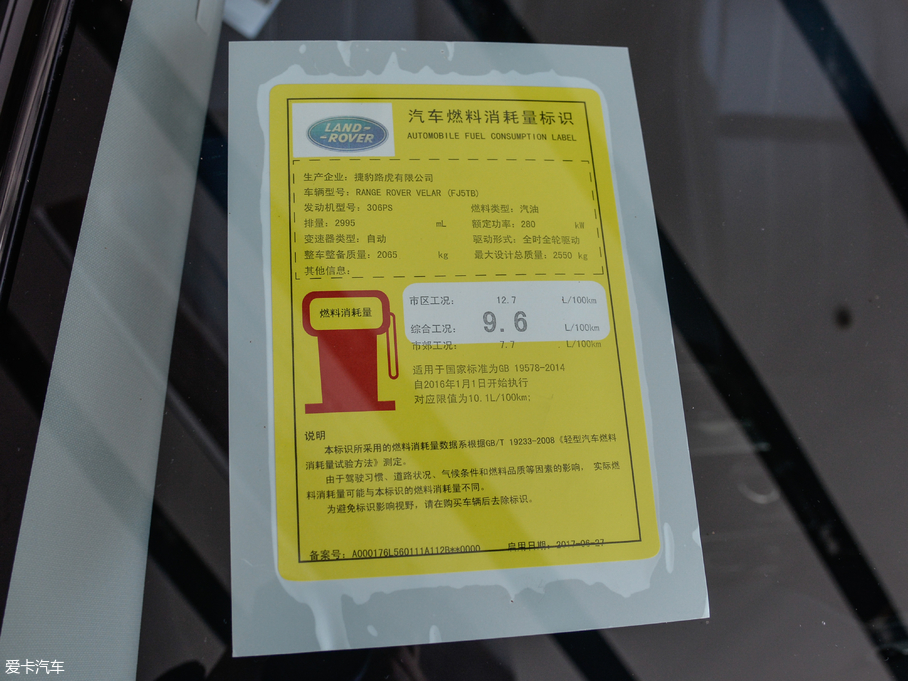 LAND-
-ROVER
汽车燃料消耗量标识
AUTOMOBILE FUEL CONSUMPTION LABEL
生产企业: 捷豹路虎有限公司
车辆型号: RANGE ROVER VELAR (FJ5TB)
发动机型号: 306PS 燃料类型: 汽油
排量: 2995 mL 额定功率: 280 kW
变速器类型: 自动 驱动形式: 全时全轮驱动
整车整备质量: 2065 kg 最大设计总质量: 2550 kg
其他信息:
燃料消耗量
市区工况: 12.7 L/100km
综合工况: 9.6 L/100km
市郊工况: 7.7 L/100km
适用于国家标准为GB 19578-2014
自2016年1月1日开始执行
对应限值为10.1L/100km;
说明
本标识所采用的燃料消耗量数据系根据GB/T 19233-2008《轻型汽车燃料
消耗量试验方法》测定。
由于驾驶习惯、道路状况、气候条件和燃料品质等因素的影响, 实际燃
料消耗量可能与本标识的燃料消耗量不同。
为避免标识影响视野, 请在购买车辆后去除标识。
备案号: A000176L560111A112B**0000 启用日期: 2017-06-27
爱卡汽车